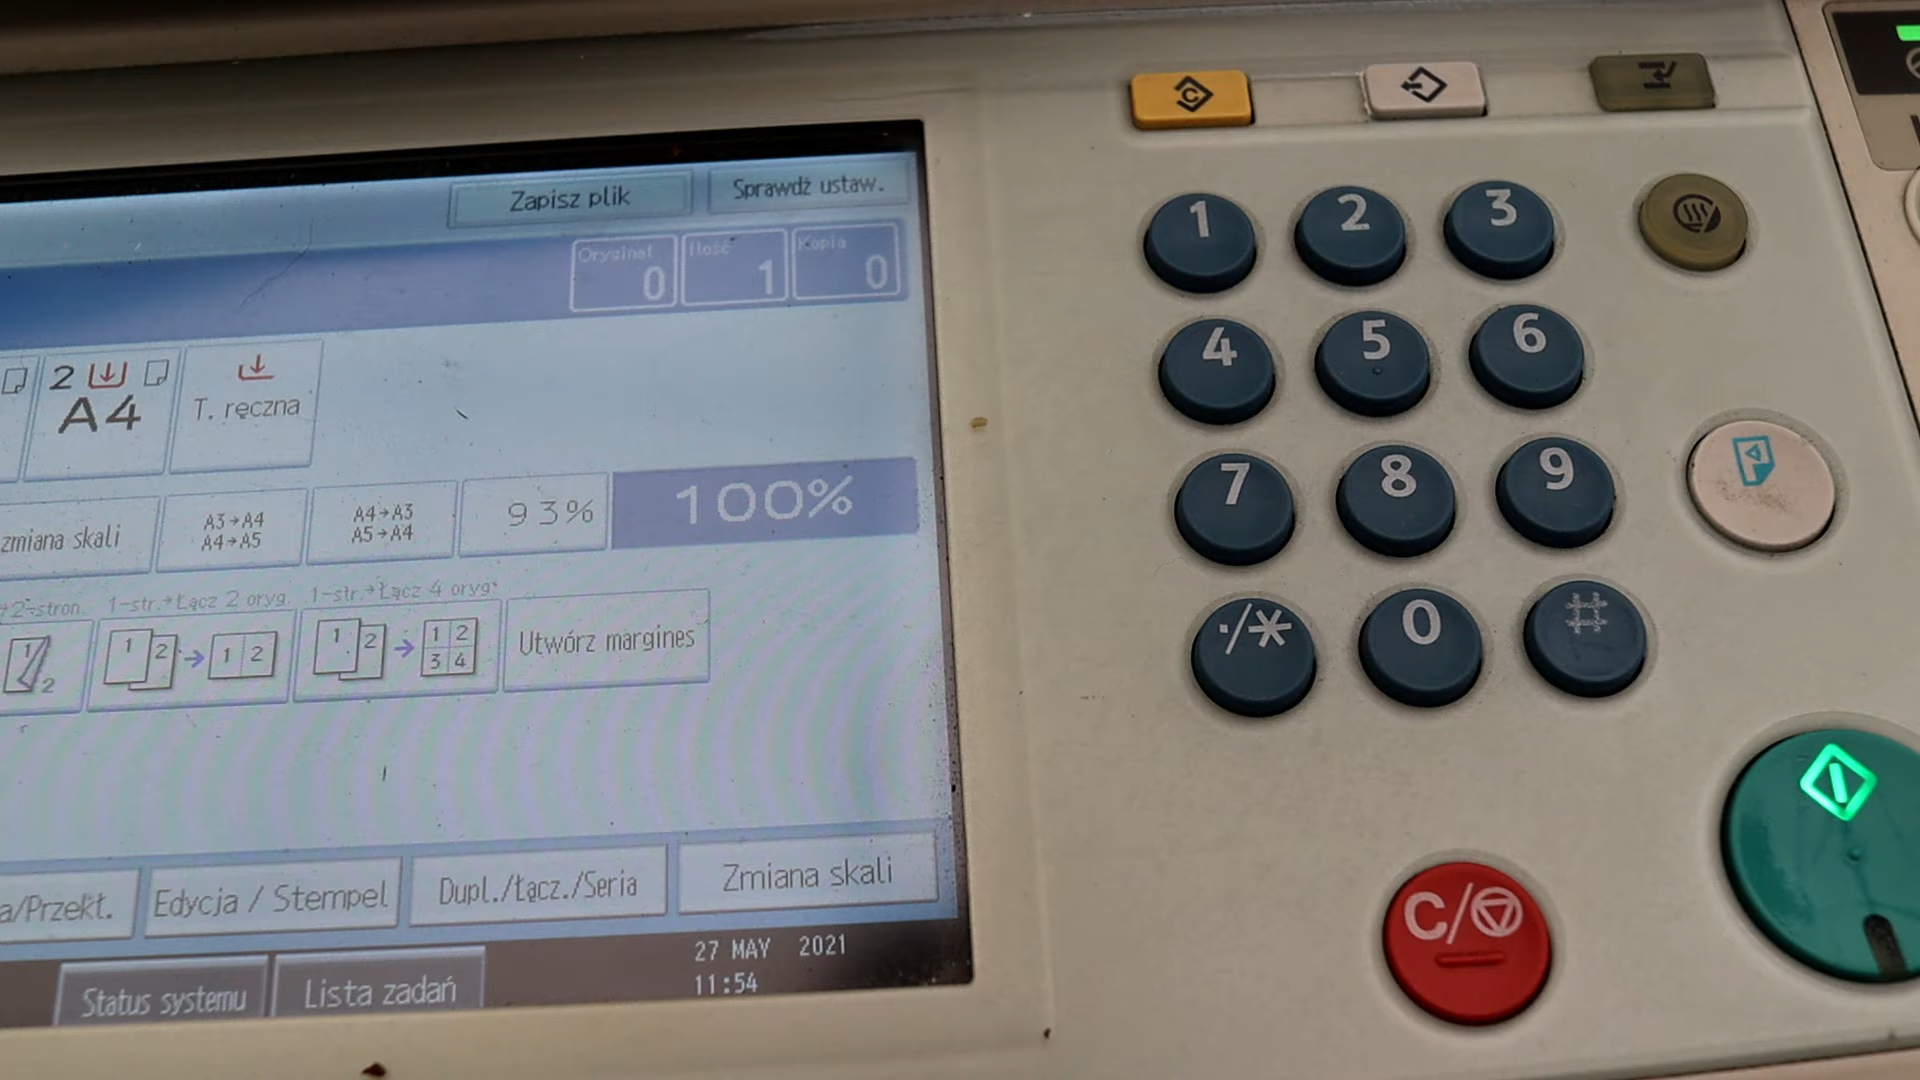 Zapisz plik
Sprawdź ustaw.
Oryginał
0
Ilość
1
Kopia
0
2
A4
T. ręczna
zmiana skali
A3→A4
A4→A5
A4→A3
A5→A4
93%
100%
→2-stron.
1-str.→Łącz 2 oryg.
1-str.→Łącz 4 oryg.
1
2
1
2
1 2
1
2
1 2
3 4
Utwórz margines
a/Przekł.
Edycja / Stempel
Dupl./Łącz./Seria
Zmiana skali
Status systemu
Lista zadań
27 MAY 2021
11:54
C
1
2
3
4
5
6
7
8
9
./*
0
#
C/